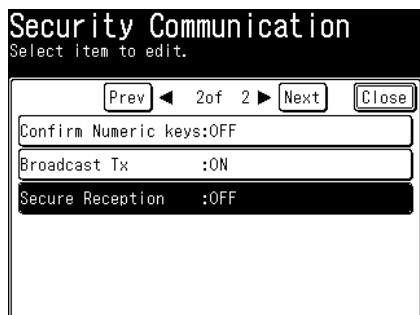 Security Communication
Select item to edit.
Prev ◀ 2of 2 ▶ Next Close
Confirm Numeric keys:OFF
Broadcast Tx :ON
Secure Reception :OFF